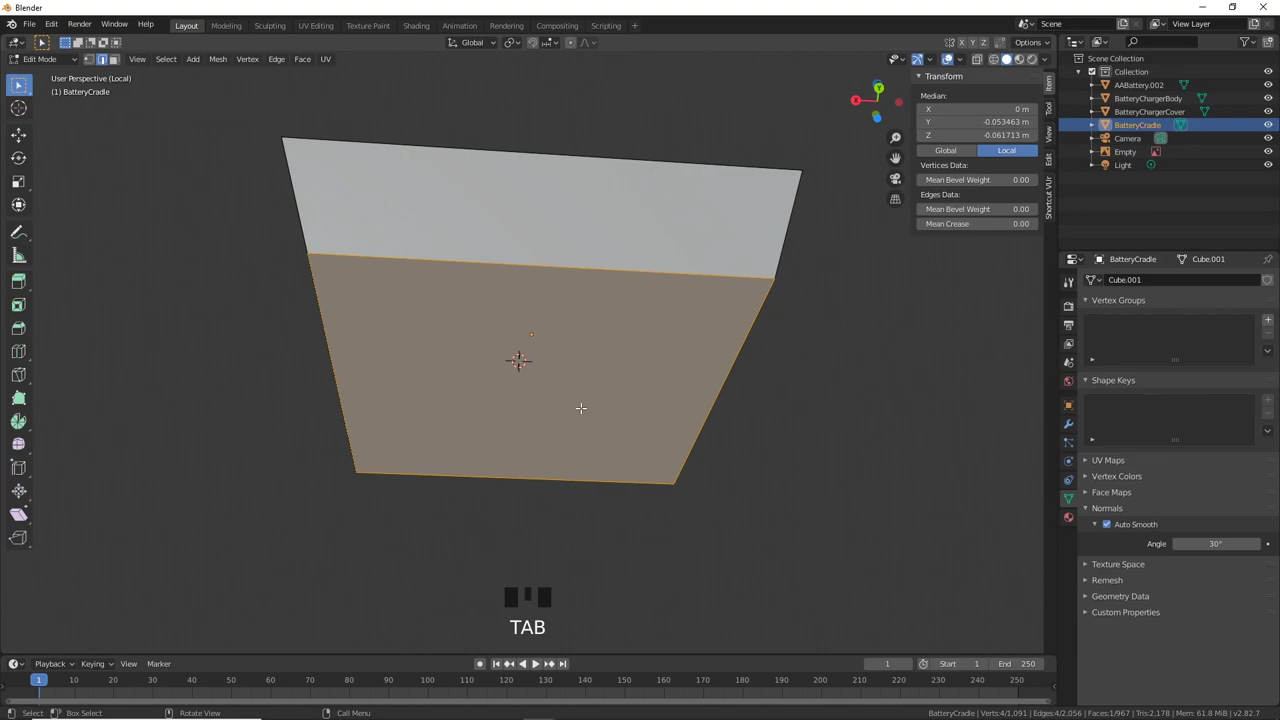 Blender
File Edit Render Window Help Layout Modeling Sculpting UV Editing Texture Paint Shading Animation Rendering Compositing Scripting + Scene View Layer
Global X Y Z Options
Edit Mode View Select Add Mesh Vertex Edge Face UV
User Perspective (Local)
(1) BatteryCradle
Y
X
Transform
Median:
X 0 m
Y -0.053463 m
Z -0.061713 m
Global Local
Vertices Data:
Mean Bevel Weight 0.00
Edges Data:
Mean Bevel Weight 0.00
Mean Crease 0.00
Item
Tool
View
Edit
Shortcut VUr
Scene Collection
Collection
AABattery.002
BatteryChargerBody
BatteryChargerCover
BatteryCradle
Camera
Empty
Light
BatteryCradle Cube.001
Cube.001
Vertex Groups
Shape Keys
UV Maps
Vertex Colors
Face Maps
Normals
Auto Smooth
Angle 30°
Texture Space
Remesh
Geometry Data
Custom Properties
TAB
Playback Keying View Marker 1 Start 1 End 250
1 10 20 30 40 50 60 70 80 90 100 110 120 130 140 150 160 170 180 190 200 210 220 230 240 250
Select Box Select Rotate View Call Menu BatteryCradle | Verts:4/1,091 | Edges:4/2,056 | Faces:1/967 | Tris:2,178 | Mem: 61.8 MiB | v2.82.7